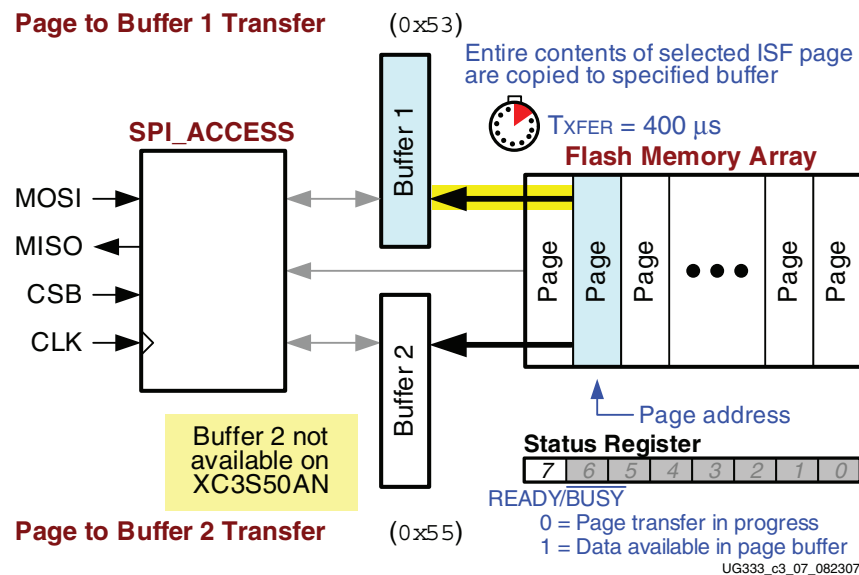 Page to Buffer 1 Transfer (0x53)
Entire contents of selected ISF page
are copied to specified buffer
TXFER = 400 µs
SPI_ACCESS
Buffer 1
Flash Memory Array
MOSI
MISO
CSB
CLK
Page
Page
Page
•••
Page
Page
Buffer 2
Page address
Buffer 2 not
available on
XC3S50AN
Status Register
7 6 5 4 3 2 1 0
READY/BUSY
0 = Page transfer in progress
1 = Data available in page buffer
Page to Buffer 2 Transfer (0x55)
UG333_c3_07_082307